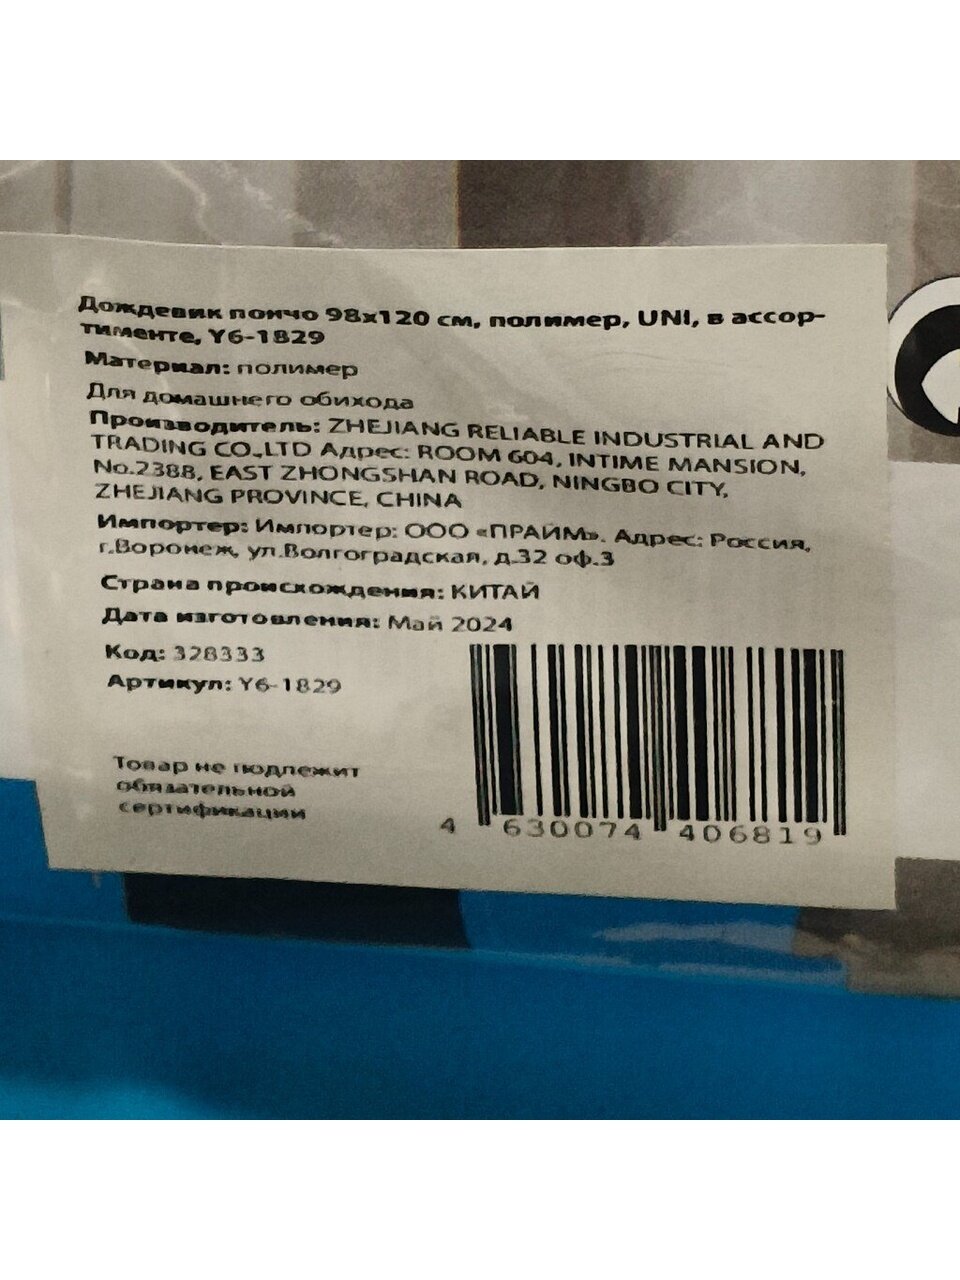 Дождевик пончо 98х120 см, полимер, UNI, в ассор-
тименте, Y6-1829
Материал: полимер
Для домашнего обихода
Производитель: ZHEJIANG RELIABLE INDUSTRIAL AND
TRADING CO.,LTD Адрес: ROOM 604, INTIME MANSION,
No.2388, EAST ZHONGSHAN ROAD, NINGBO CITY,
ZHEJIANG PROVINCE, CHINA
Импортер: Импортер: ООО «ПРАЙМ». Адрес: Россия,
г.Воронеж, ул.Волгоградская, д.32 оф.3
Страна происхождения: КИТАЙ
Дата изготовления: Май 2024
Код: 328333
Артикул: Y6-1829
Товар не подлежит
обязательной
сертификации
4 630074 406819